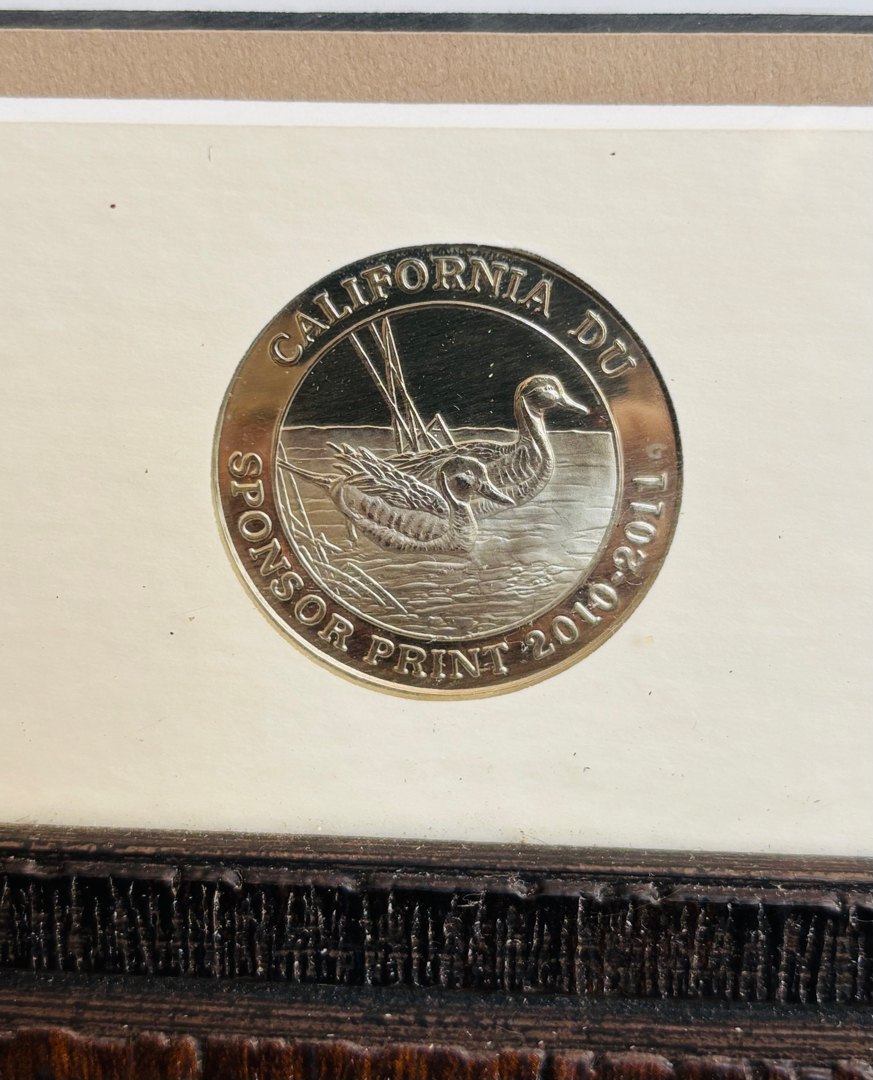 CALIFORNIA DU
SPONSOR PRINT 2010-2011